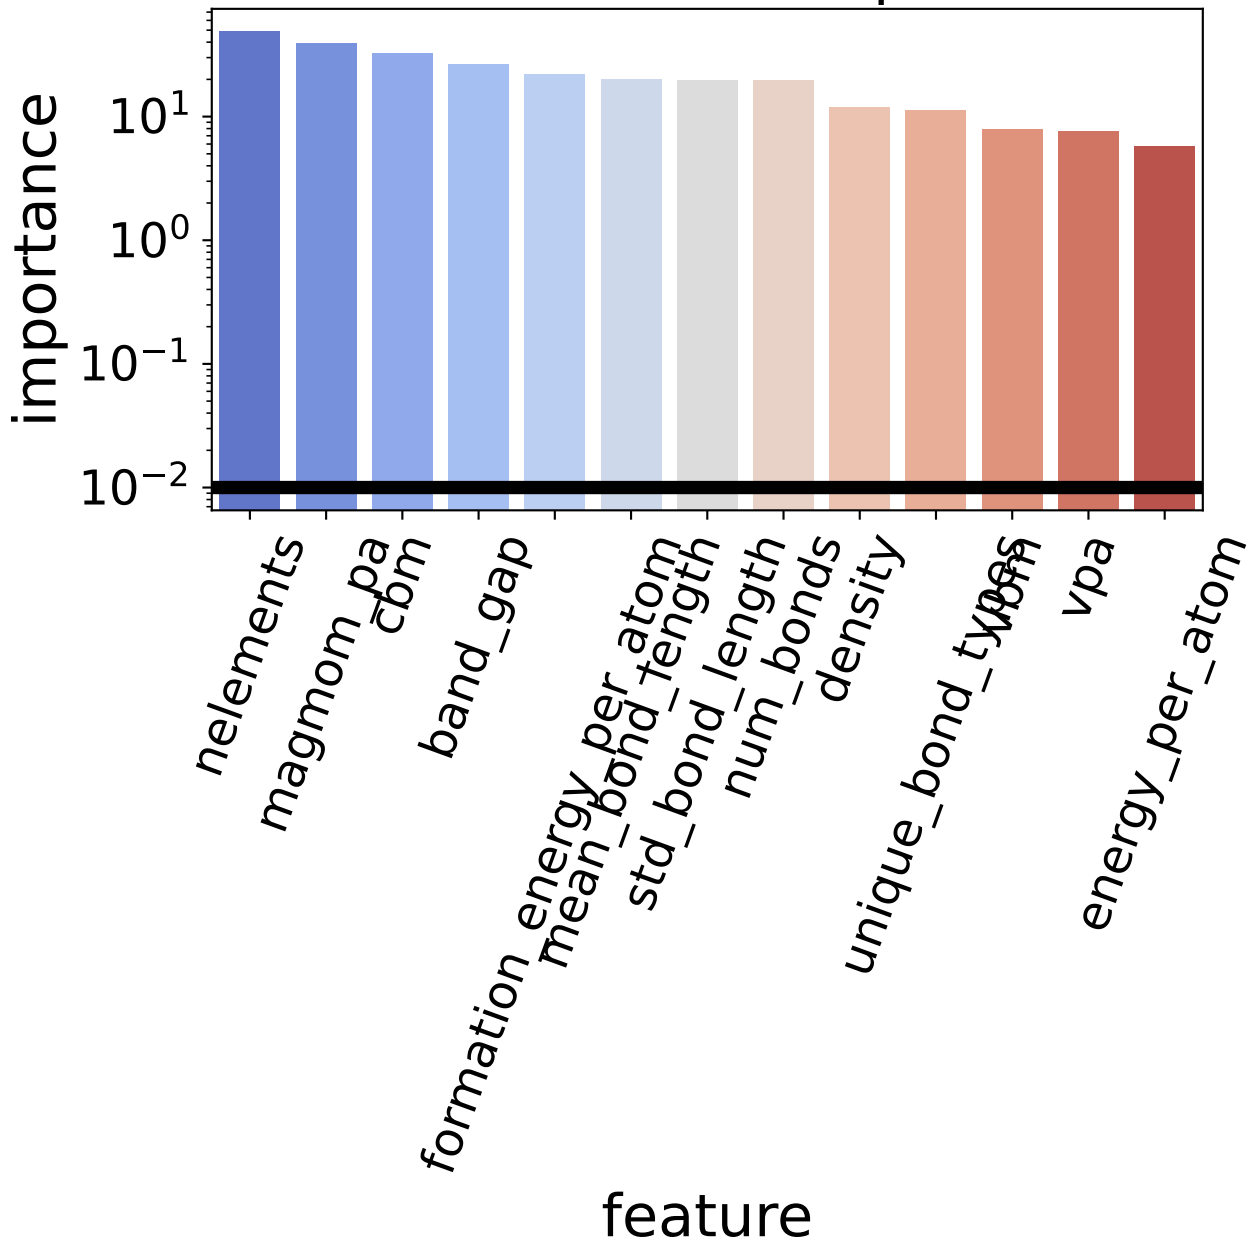 importance
10^1
10^0
10^−1
10^−2
nelements
magmom_pa
cbm
band_gap
formation_energy_per_atom
mean_bond_length
std_bond_length
num_bonds
density
unique_bond_types
vbm
vpa
energy_per_atom
feature